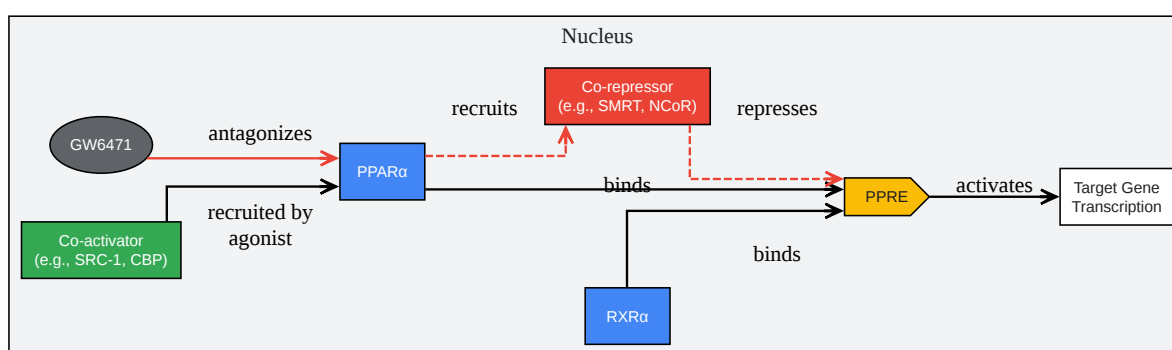 Nucleus
Co-repressor
(e.g., SMRT, NCoR)
recruits
represses
antagonizes
GW6471
PPARα
binds
PPRE
activates
Target Gene
Transcription
recruited by
agonist
Co-activator
(e.g., SRC-1, CBP)
binds
RXRα